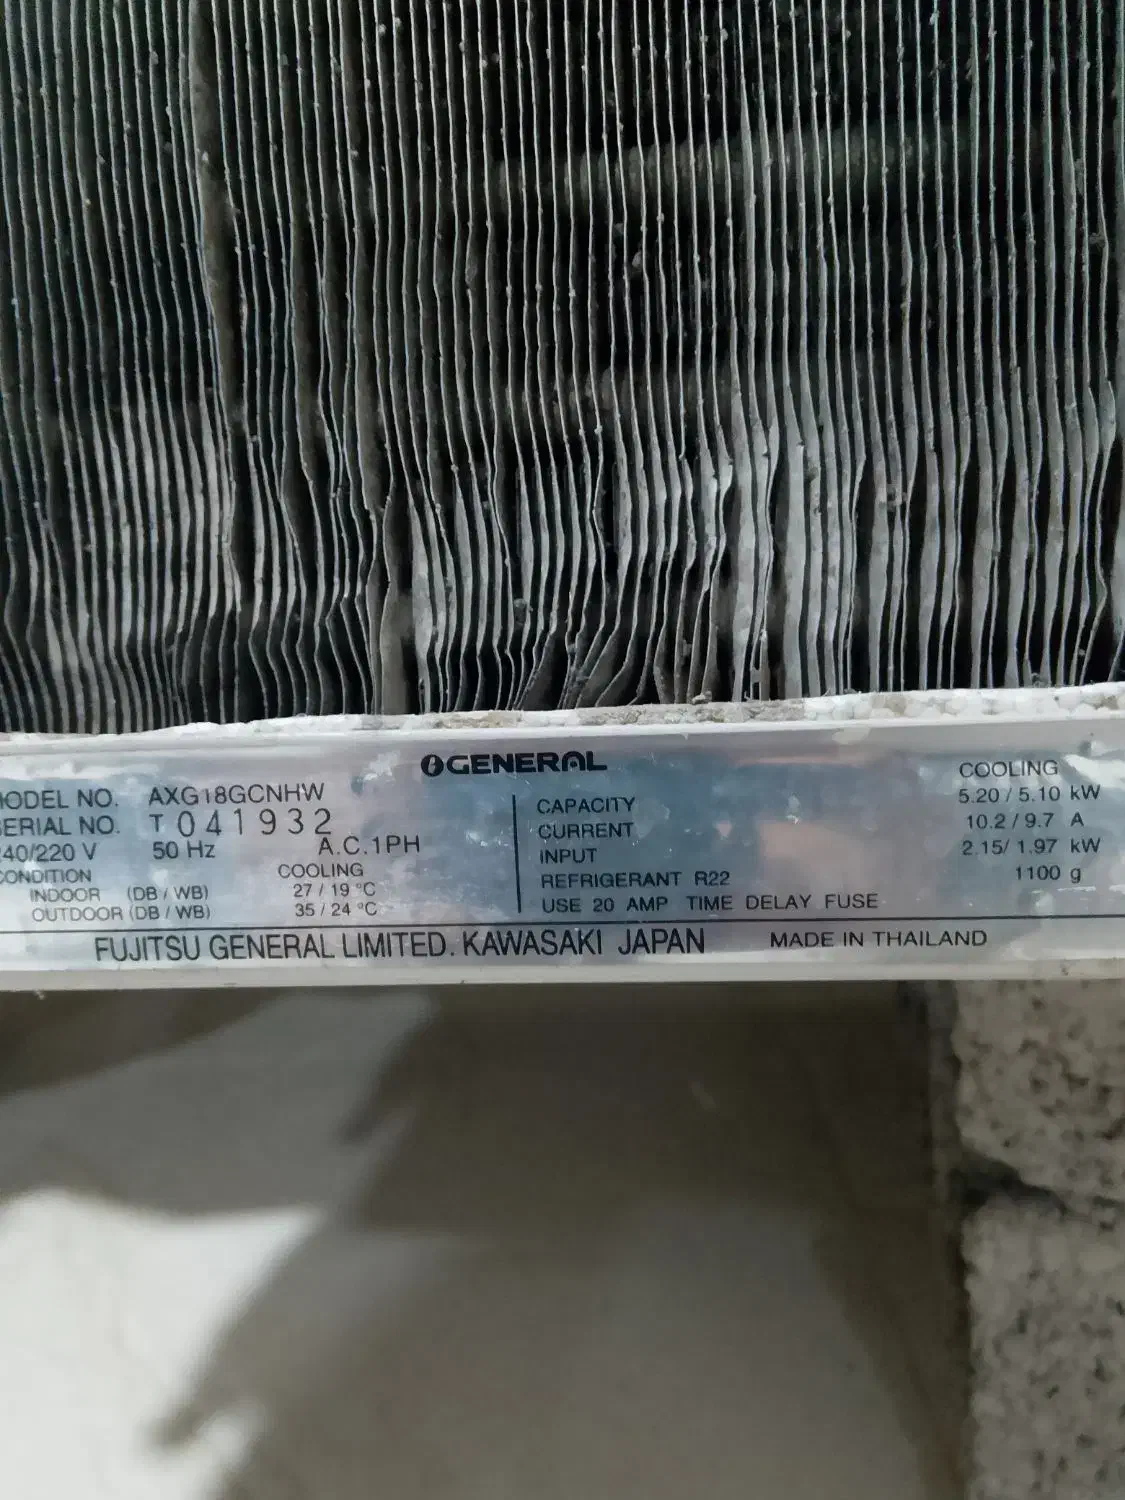 GENERAL
MODEL NO. AXG18GCNHW
SERIAL NO. T 041932
240/220 V 50 Hz A.C.1PH
CONDITION COOLING
INDOOR (DB / WB) 27 / 19 °C
OUTDOOR (DB / WB) 35 / 24 °C
COOLING
CAPACITY 5.20 / 5.10 kW
CURRENT 10.2 / 9.7 A
INPUT 2.15/ 1.97 kW
REFRIGERANT R22 1100 g
USE 20 AMP TIME DELAY FUSE
FUJITSU GENERAL LIMITED. KAWASAKI JAPAN MADE IN THAILAND